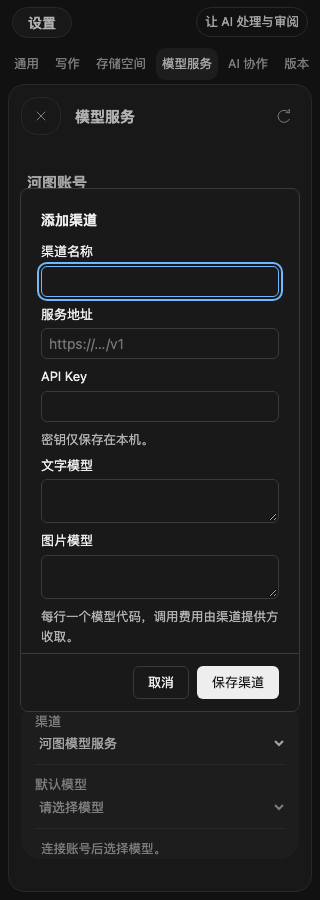 设置
让 AI 处理与审阅
通用 写作 存储空间 模型服务 AI 协作 版本
模型服务
河图账号
添加渠道
渠道名称
服务地址
https://.../v1
API Key
密钥仅保存在本机。
文字模型
图片模型
每行一个模型代码，调用费用由渠道提供方
收取。
取消 保存渠道
渠道
河图模型服务
默认模型
请选择模型
连接账号后选择模型。